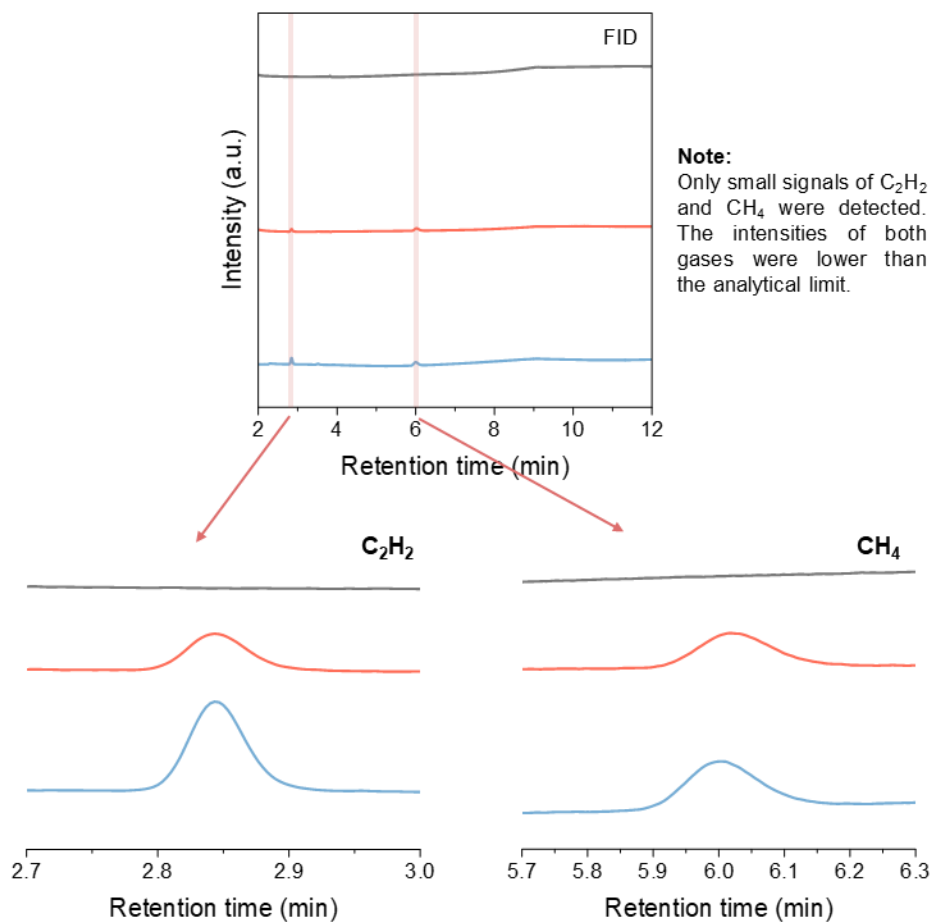 FID
Intensity (a.u.)
2 4 6 8 10 12
Retention time (min)
Note:
Only small signals of C₂H₂
and CH₄ were detected.
The intensities of both
gases were lower than
the analytical limit.
C₂H₂
2.7 2.8 2.9 3.0
Retention time (min)
CH₄
5.7 5.8 5.9 6.0 6.1 6.2 6.3
Retention time (min)